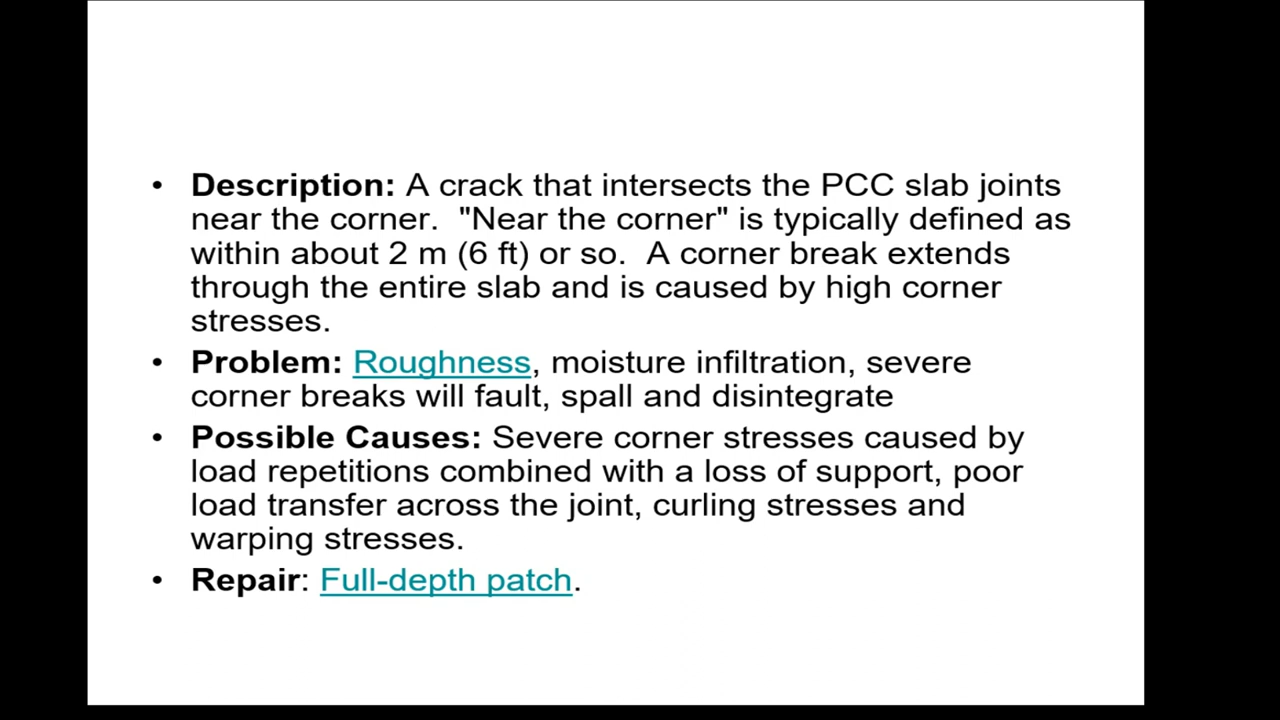 • Description: A crack that intersects the PCC slab joints
near the corner.  "Near the corner" is typically defined as
within about 2 m (6 ft) or so.  A corner break extends
through the entire slab and is caused by high corner
stresses.
• Problem: Roughness, moisture infiltration, severe
corner breaks will fault, spall and disintegrate
• Possible Causes: Severe corner stresses caused by
load repetitions combined with a loss of support, poor
load transfer across the joint, curling stresses and
warping stresses.
• Repair: Full-depth patch.